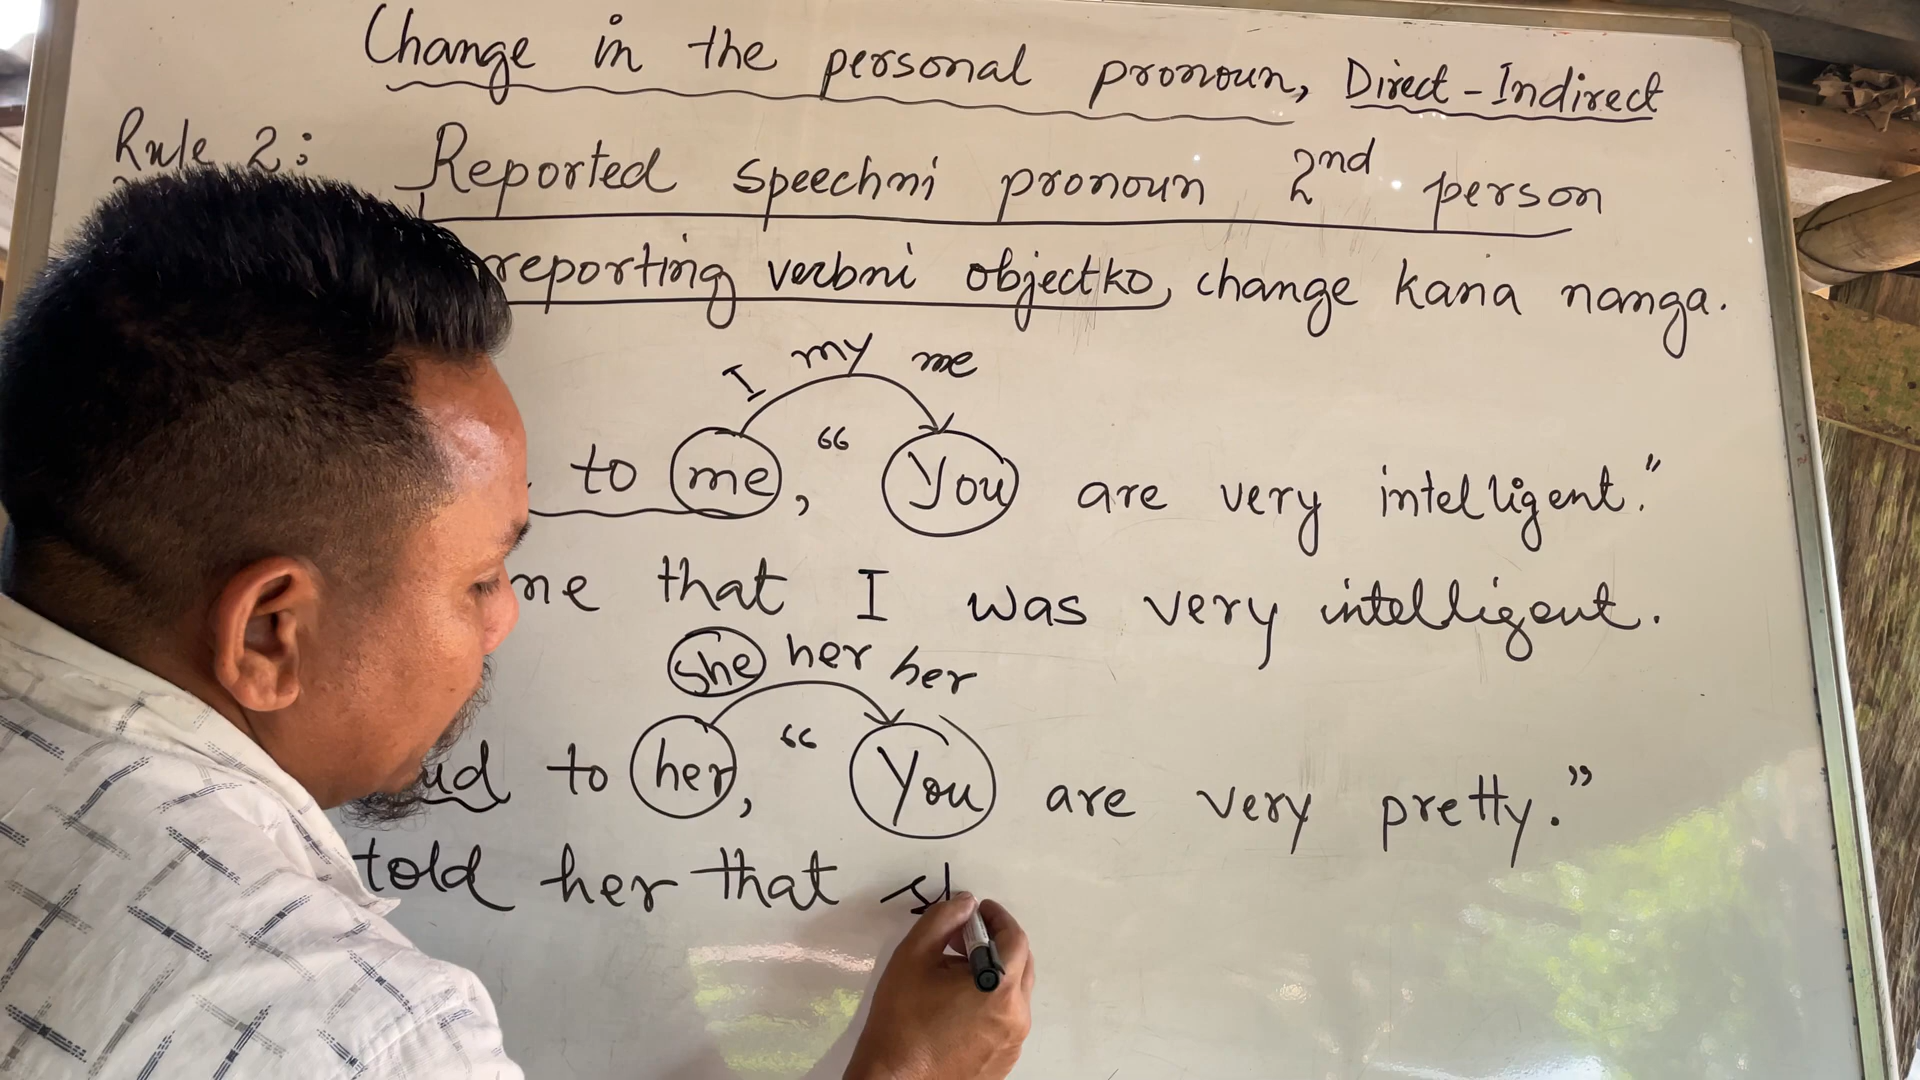 Change in the personal pronoun, Direct-Indirect
Rule 2:
Reported speechni pronoun 2nd person
reporting verbni objectko, change kana nanga.
I my me
to me, "You are very intelligent."
me that I was very intelligent.
she her her
to her, "You are very pretty."
told her that